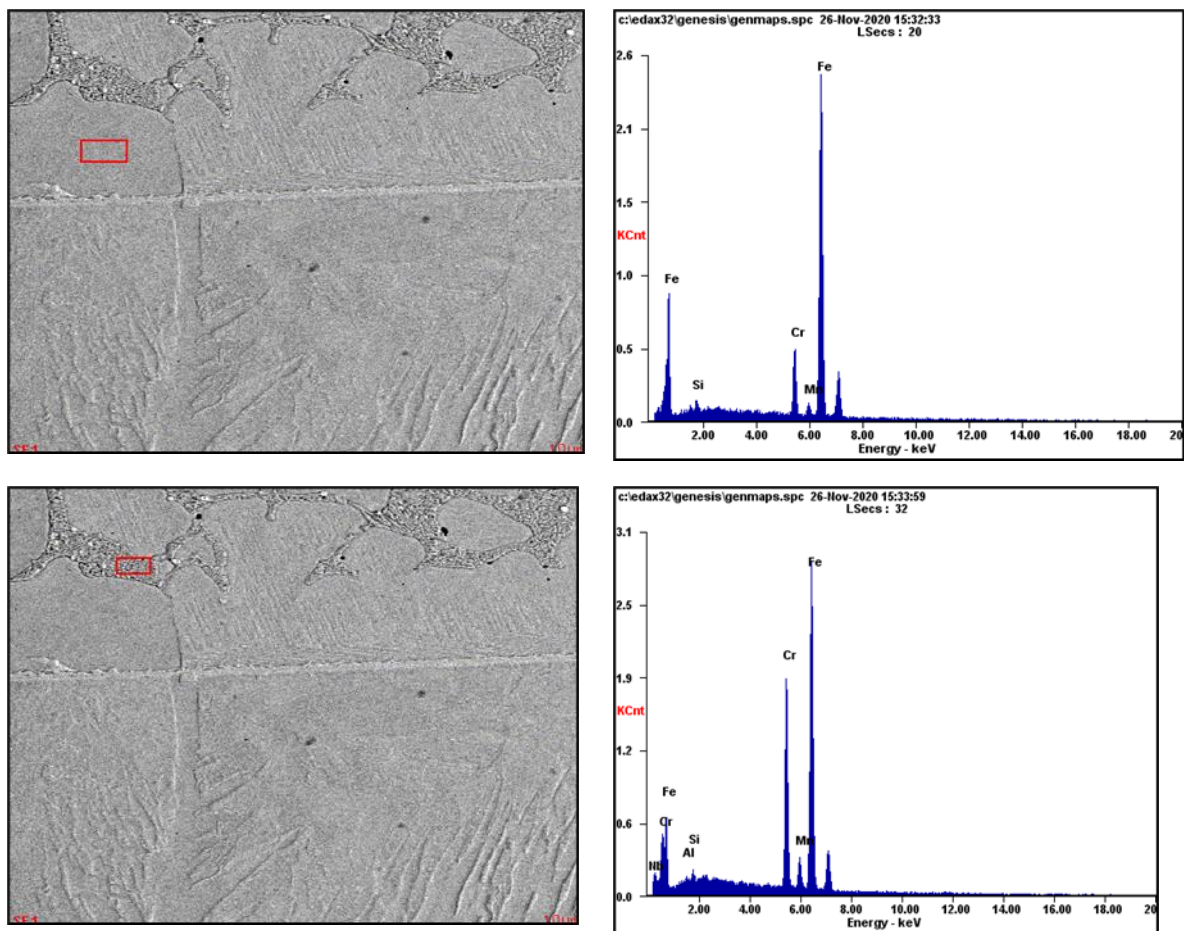 c:\edax32\genesis\genmaps.spc 26-Nov-2020 15:32:33
LSecs : 20
2.6
Fe
2.1
1.5
KCnt
1.0
Fe
Cr
0.5
Si
Mn
0.0
2.00 4.00 6.00 8.00 10.00 12.00 14.00 16.00 18.00 20
Energy - keV
SE1
c:\edax32\genesis\genmaps.spc 26-Nov-2020 15:33:59
LSecs : 32
3.1
Fe
2.5
Cr
1.9
KCnt
1.2
Fe
0.6
Cr
Si
Mn
Al
Nb
0.0
2.00 4.00 6.00 8.00 10.00 12.00 14.00 16.00 18.00 20
Energy - keV
SE1